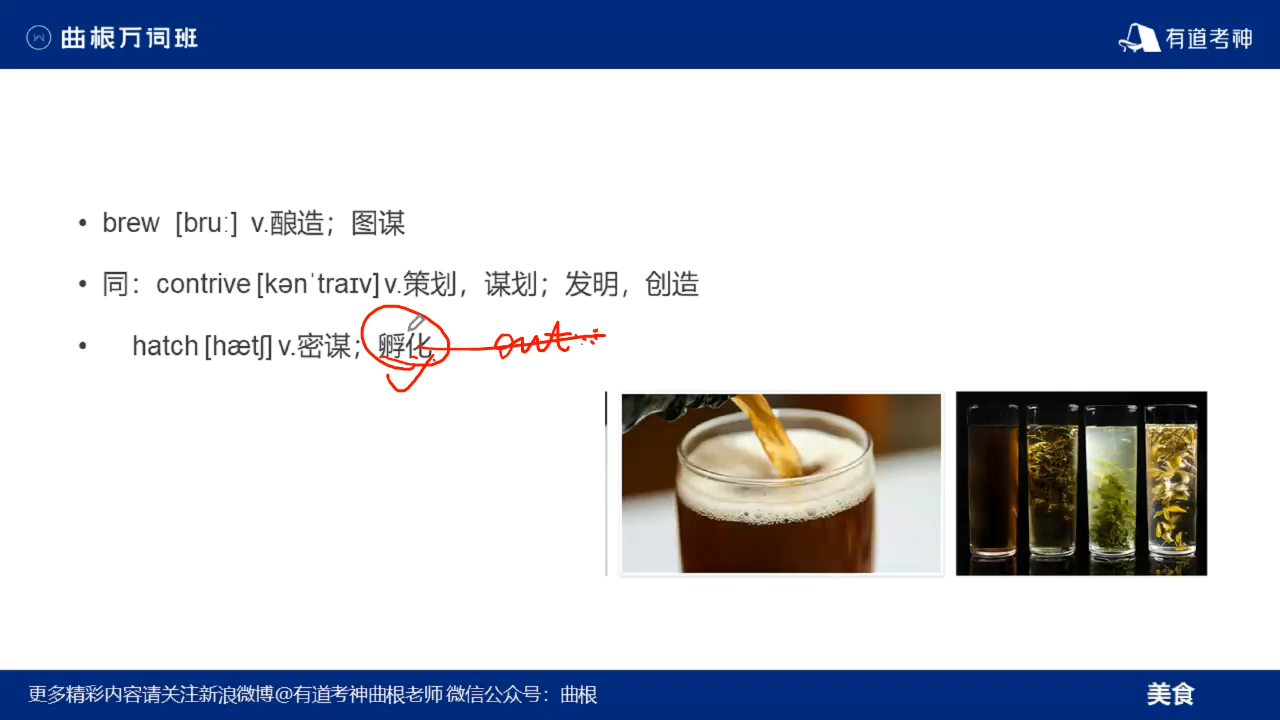 曲根万词班
有道考神
• brew [bruː] v.酿造；图谋
• 同：contrive [kənˈtraɪv] v.策划，谋划；发明，创造
• hatch [hætʃ] v.密谋；孵化 out
更多精彩内容请关注新浪微博@有道考神曲根老师 微信公众号：曲根
美食